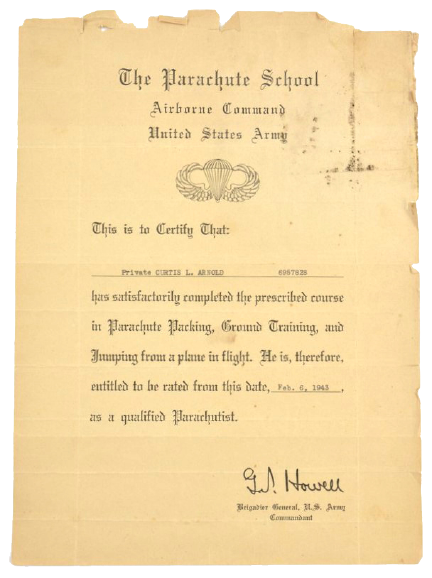 The Parachute School
Airborne Command
United States Army
This is to Certify That:
Private CURTIS L. ARNOLD 6967828
has satisfactorily completed the prescribed course
in Parachute Packing, Ground Training, and
Jumping from a plane in flight. He is, therefore,
entitled to be rated from this date, Feb. 6, 1943,
as a qualified Parachutist.
G.P. Howell
Brigadier General, U.S. Army
Commandant